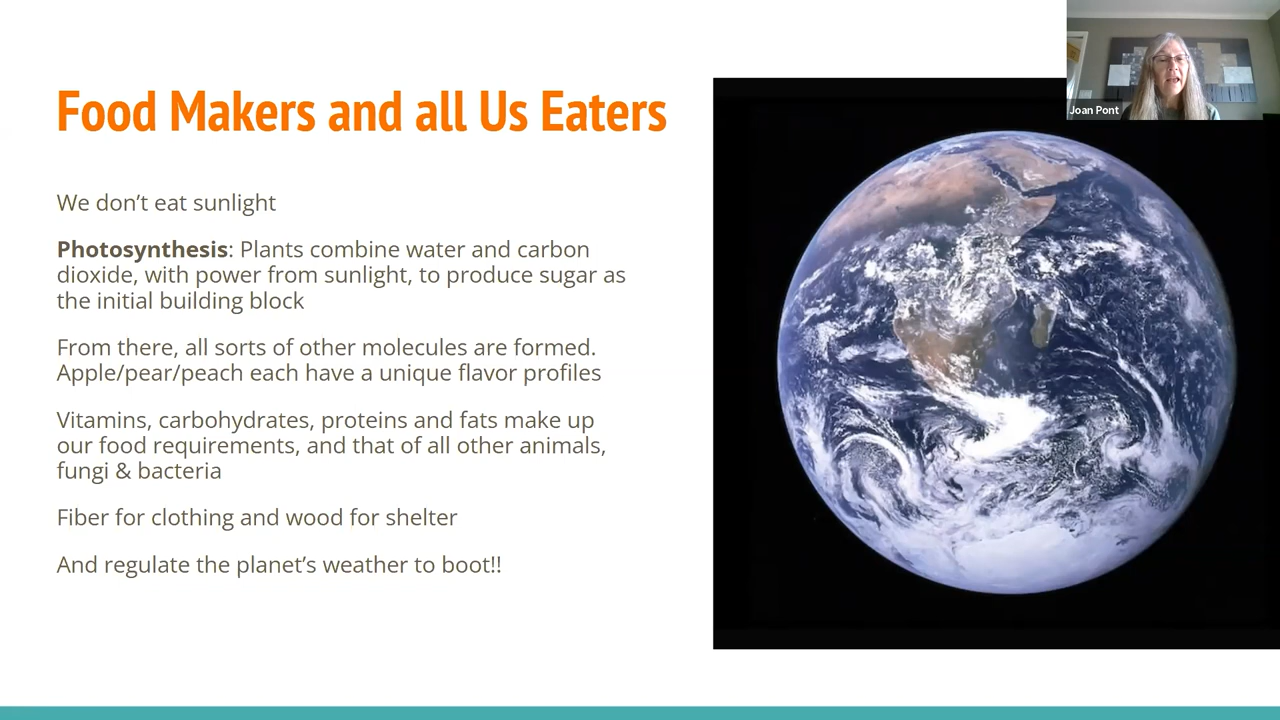 Food Makers and all Us Eaters
We don’t eat sunlight
Photosynthesis: Plants combine water and carbon
dioxide, with power from sunlight, to produce sugar as
the initial building block
From there, all sorts of other molecules are formed.
Apple/pear/peach each have a unique flavor profiles
Vitamins, carbohydrates, proteins and fats make up
our food requirements, and that of all other animals,
fungi & bacteria
Fiber for clothing and wood for shelter
And regulate the planet’s weather to boot!!
Joan Pont